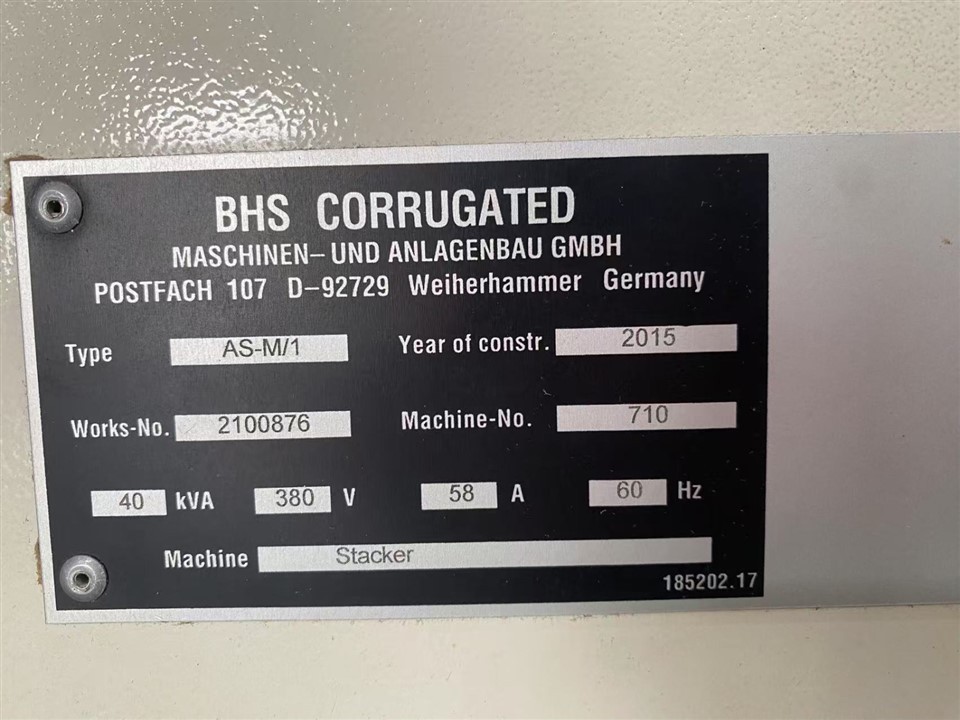 BHS CORRUGATED
MASCHINEN- UND ANLAGENBAU GMBH
POSTFACH 107 D-92729 Weiherhammer Germany
Type AS-M/1 Year of constr. 2015
Works-No. 2100876 Machine-No. 710
40 kVA 380 V 58 A 60 Hz
Machine Stacker
185202.17